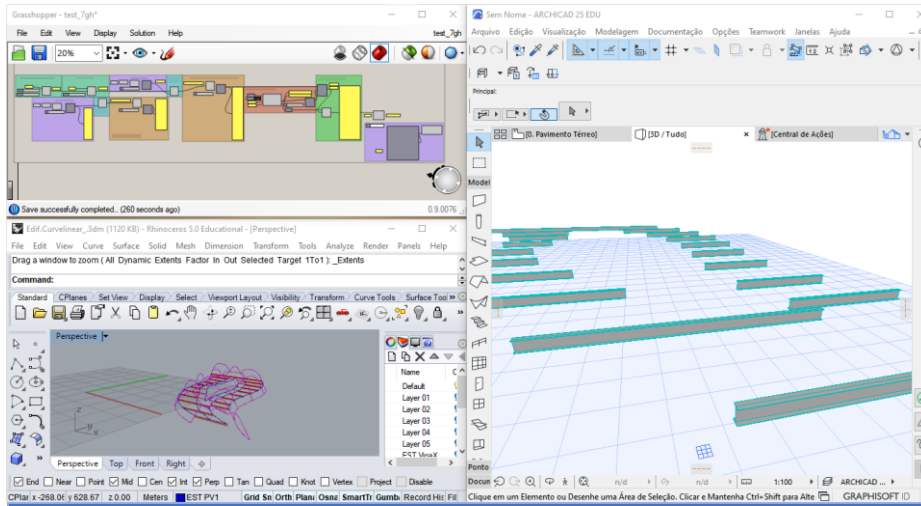 Grasshopper - test_7gh*
File Edit View Display Solution Help
test_7gh
20%
Save successfully completed.. (260 seconds ago)
0.9.0076
Edif.Curvelinear_.3dm (1120 KB) - Rhinoceros 5.0 Educational - [Perspective]
File Edit View Curve Surface Solid Mesh Dimension Transform Tools Analyze Render Panels Help
Drag a window to zoom ( All Dynamic Extents Factor In Out Selected Target 1To1 ): _Extents
Command:
Standard CPlanes Set View Display Select Viewport Layout Visibility Transform Curve Tools Surface Too
Perspective
z
y
x
Name
Default
Layer 01
Layer 02
Layer 03
Layer 04
Layer 05
EST VigaX
Perspective Top Front Right
End Near Point Mid Cen Int Perp Tan Quad Knot Vertex Project Disable
CPlar x -268.06 y 628.67 z 0.00 Meters EST PV1 Grid Sn Orth Plana Osna SmartTr Gumba Record His Fil
Sem Nome - ARCHICAD 25 EDU
Arquivo Edição Visualização Modelagem Documentação Opções Teamwork Janelas Ajuda
Principal:
[0. Pavimento Térreo]
[3D / Tudo]
[Central de Ações]
Model
Ponto
Docun
n/d
n/d
1:100
ARCHICAD ...
Clique em um Elemento ou Desenhe uma Área de Seleção. Clicar e Mantenha Ctrl+Shift para Alte
GRAPHISOFT ID